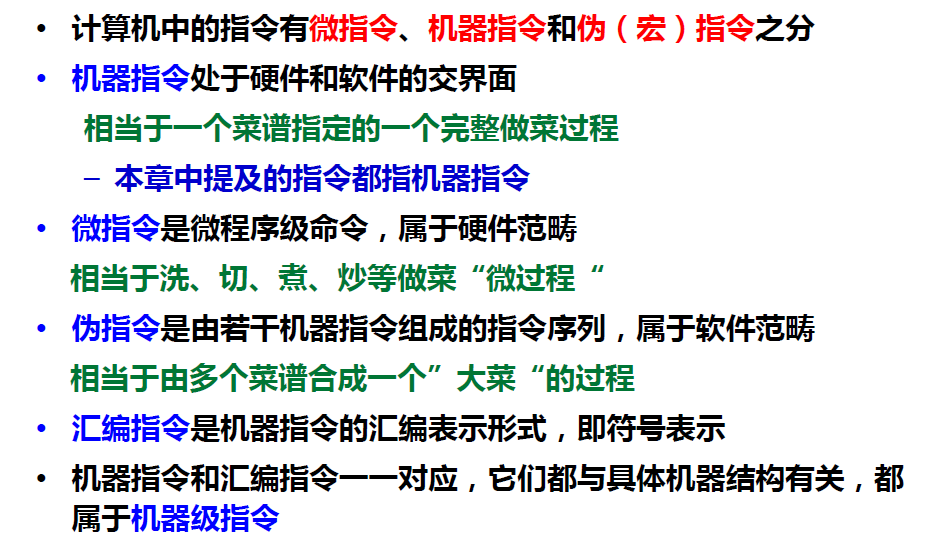 • 计算机中的指令有微指令、机器指令和伪（宏）指令之分
• 机器指令处于硬件和软件的交界面
相当于一个菜谱指定的一个完整做菜过程
– 本章中提及的指令都指机器指令
• 微指令是微程序级命令，属于硬件范畴
相当于洗、切、煮、炒等做菜“微过程“
• 伪指令是由若干机器指令组成的指令序列，属于软件范畴
相当于由多个菜谱合成一个”大菜“的过程
• 汇编指令是机器指令的汇编表示形式，即符号表示
• 机器指令和汇编指令一一对应，它们都与具体机器结构有关，都
属于机器级指令